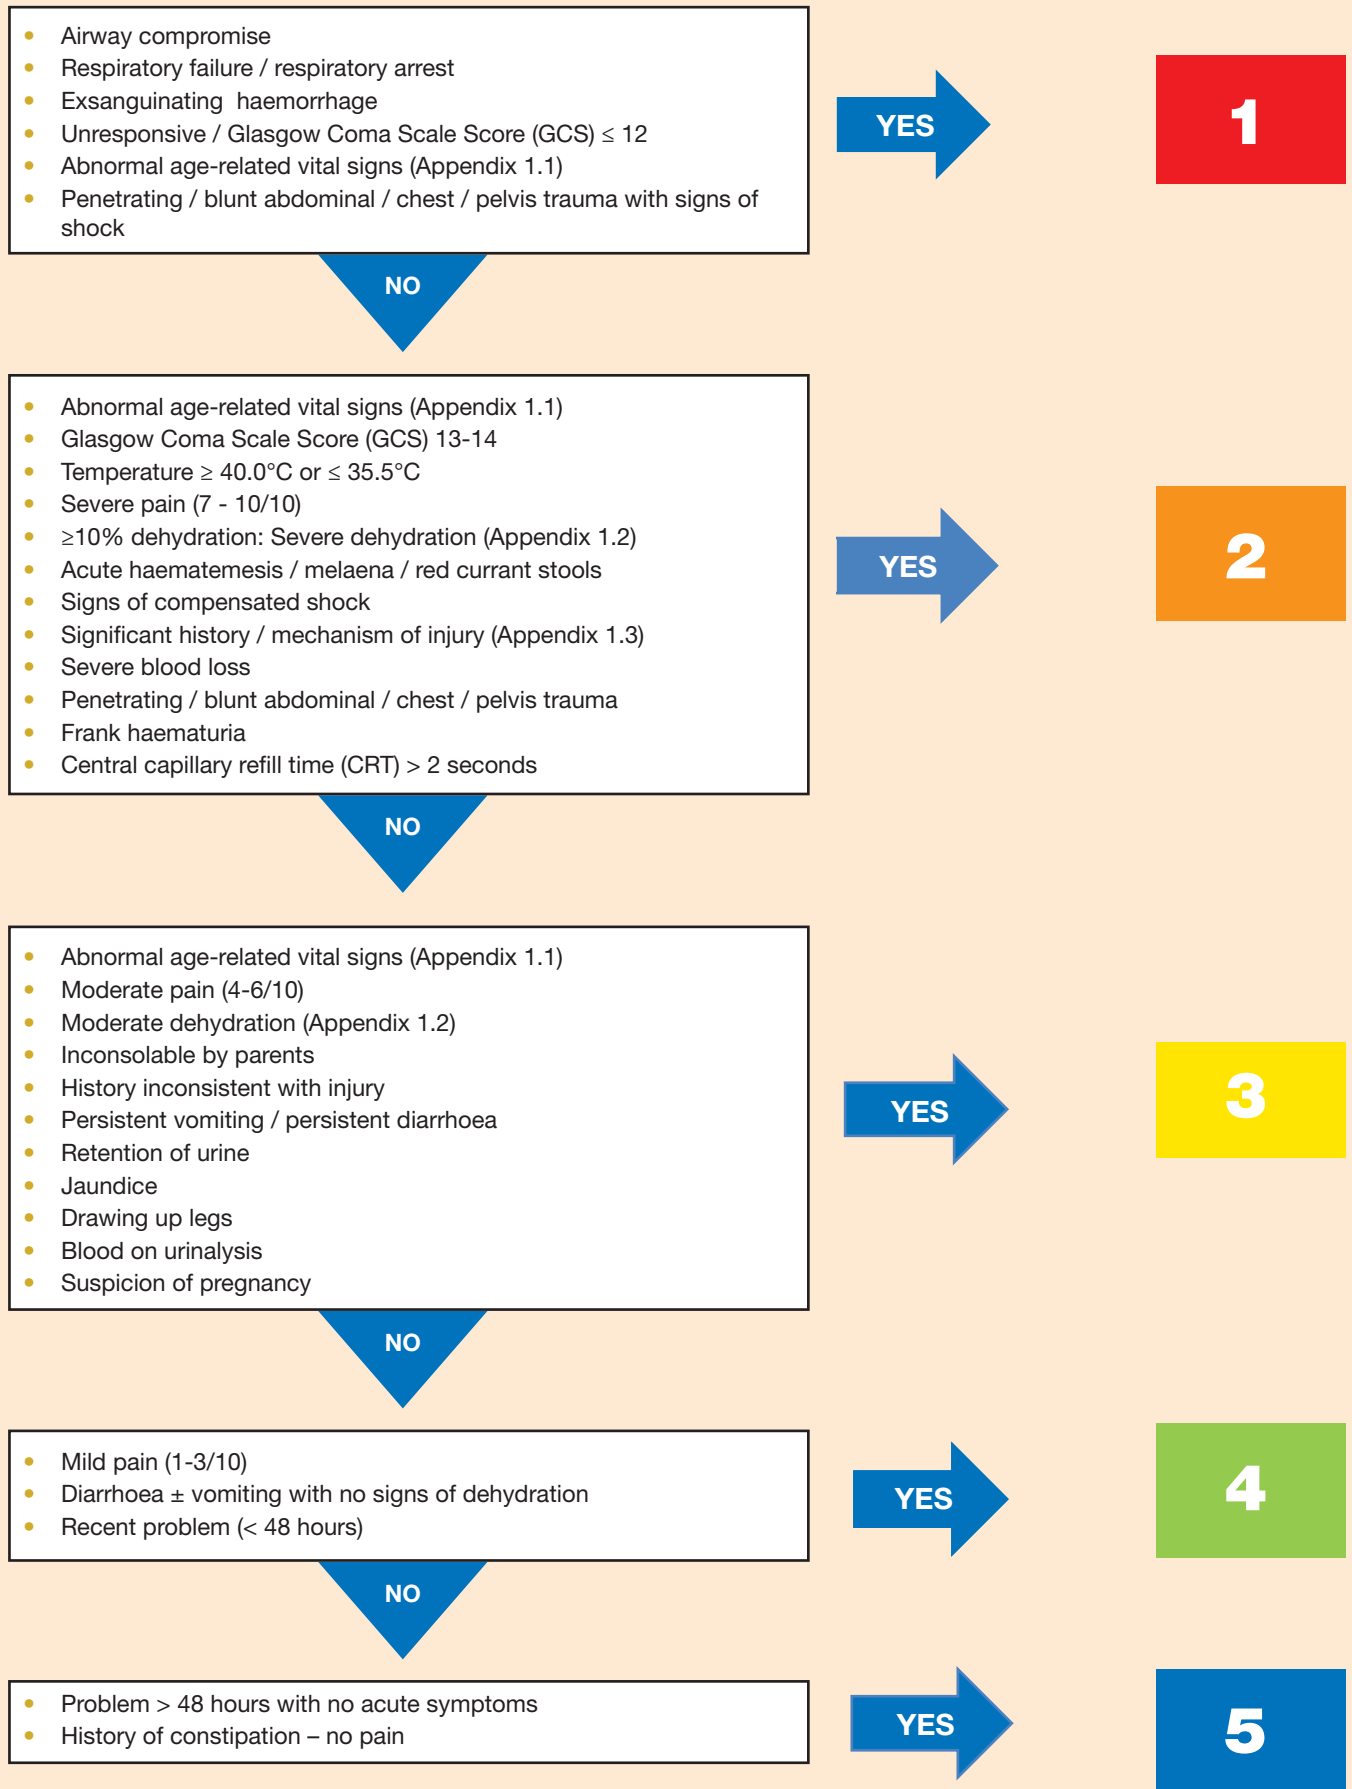 • Airway compromise
• Respiratory failure / respiratory arrest
• Exsanguinating haemorrhage
• Unresponsive / Glasgow Coma Scale Score (GCS) ≤ 12
• Abnormal age-related vital signs (Appendix 1.1)
• Penetrating / blunt abdominal / chest / pelvis trauma with signs of
shock
YES
1
NO
• Abnormal age-related vital signs (Appendix 1.1)
• Glasgow Coma Scale Score (GCS) 13-14
• Temperature ≥ 40.0°C or ≤ 35.5°C
• Severe pain (7 - 10/10)
• ≥10% dehydration: Severe dehydration (Appendix 1.2)
• Acute haematemesis / melaena / red currant stools
• Signs of compensated shock
• Significant history / mechanism of injury (Appendix 1.3)
• Severe blood loss
• Penetrating / blunt abdominal / chest / pelvis trauma
• Frank haematuria
• Central capillary refill time (CRT) > 2 seconds
YES
2
NO
• Abnormal age-related vital signs (Appendix 1.1)
• Moderate pain (4-6/10)
• Moderate dehydration (Appendix 1.2)
• Inconsolable by parents
• History inconsistent with injury
• Persistent vomiting / persistent diarrhoea
• Retention of urine
• Jaundice
• Drawing up legs
• Blood on urinalysis
• Suspicion of pregnancy
YES
3
NO
• Mild pain (1-3/10)
• Diarrhoea ± vomiting with no signs of dehydration
• Recent problem (< 48 hours)
YES
4
NO
• Problem > 48 hours with no acute symptoms
• History of constipation – no pain
YES
5